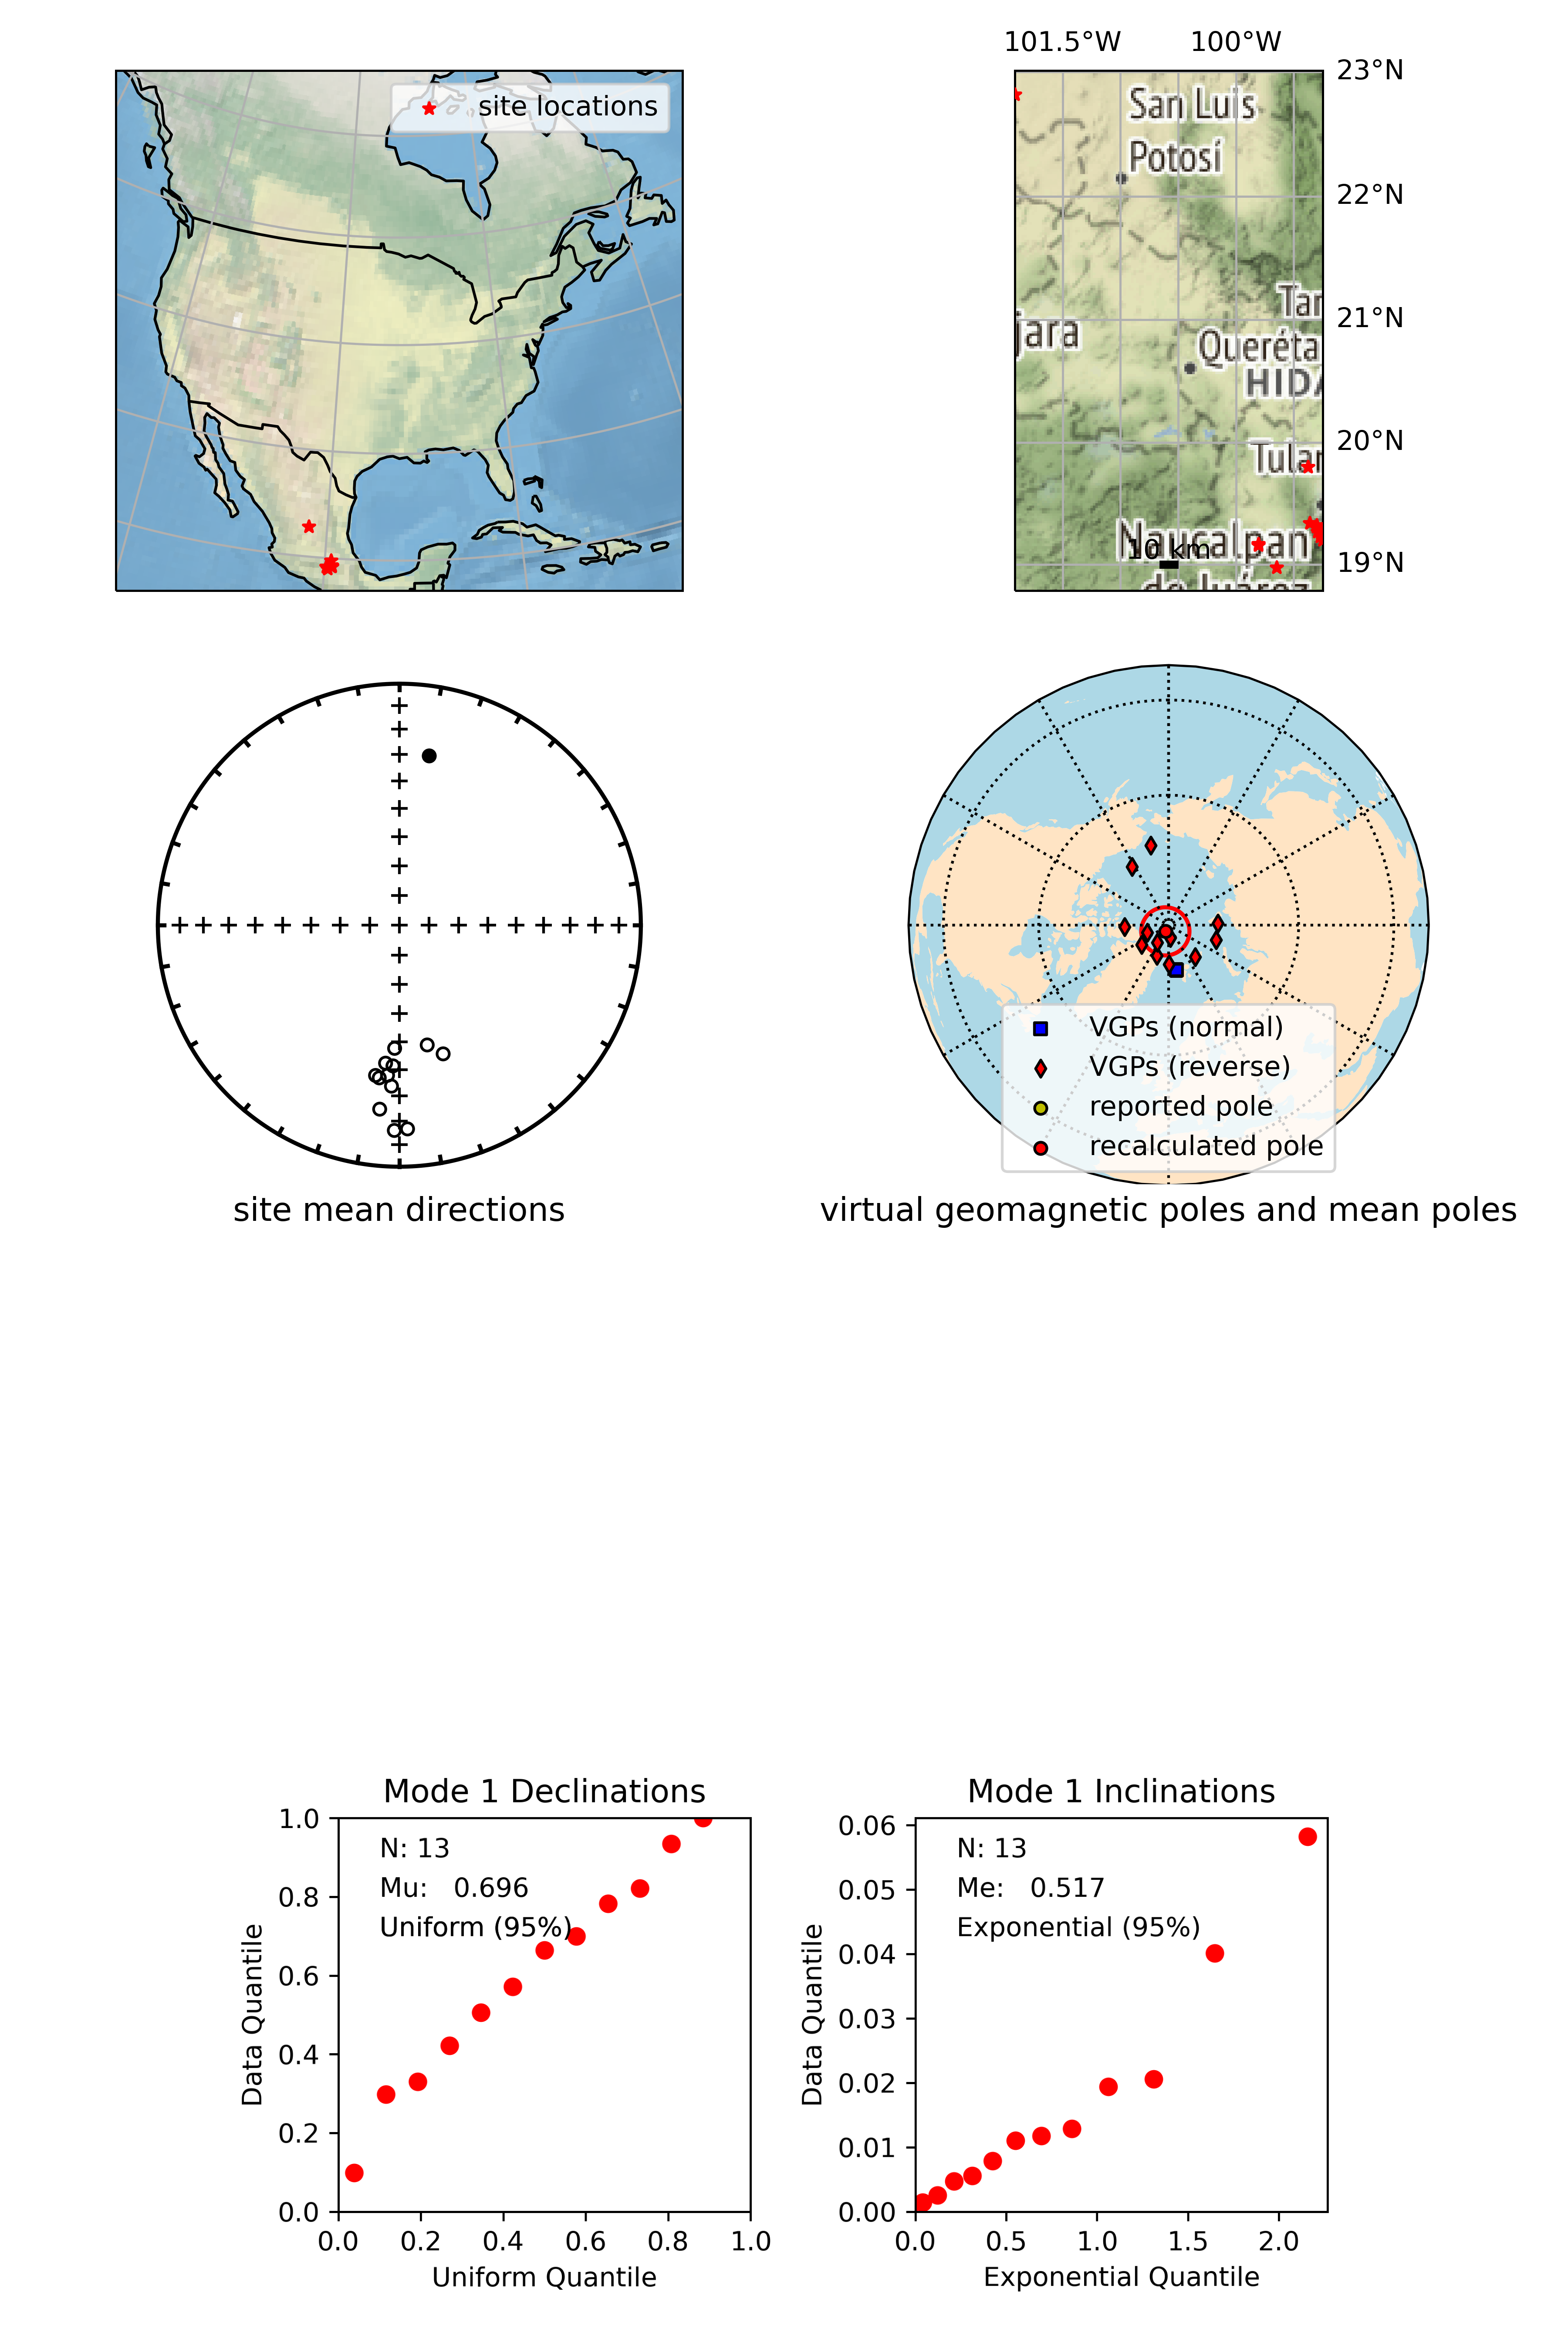 101.5°W 100°W
site locations
23°N
San Luis
Potosí
22°N
21°N
jara
Queréta
HID
20°N
Tular
Naucalpan
10 km
19°N
de Juárez
site mean directions
VGPs (normal)
VGPs (reverse)
reported pole
recalculated pole
virtual geomagnetic poles and mean poles
Mode 1 Declinations
N: 13
Mu: 0.696
Uniform (95%)
Data Quantile
1.0
0.8
0.6
0.4
0.2
0.0
0.0 0.2 0.4 0.6 0.8 1.0
Uniform Quantile
Mode 1 Inclinations
N: 13
Me: 0.517
Exponential (95%)
Data Quantile
0.06
0.05
0.04
0.03
0.02
0.01
0.00
0.0 0.5 1.0 1.5 2.0
Exponential Quantile